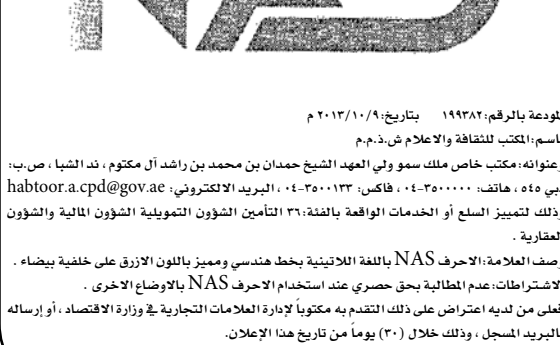 لمودعة بالرقم: ١٩٩٣٨٢ بتاريخ: ٢٠١٣/١٠/٩ م
باسم: المكتب للثقافة والاعلام ش.ذ.م.م
وعنوانه: مكتب خاص ملك سمو ولي العهد الشيخ حمدان بن محمد بن راشد آل مكتوم ، ند الشبا ، ص.ب:
دبي ٥٤٥ ، هاتف: ٣٥٠٠٠٠٠-٠٤ ، فاكس: ٣٥٠٠١٣٣-٠٤ ، البريد الالكتروني: habtoor.a.cpd@gov.ae
وذلك لتمييز السلع أو الخدمات الواقعة بالفئة: ٣٦ التأمين الشؤون التمويلية الشؤون المالية والشؤون
العقارية .
وصف العلامة: الاحرف NAS باللغة اللاتينية بخط هندسي ومميز باللون الازرق على خلفية بيضاء .
الاشتراطات: عدم المطالبة بحق حصري عند استخدام الاحرف NAS بالاوضاع الاخرى .
فعلى من لديه اعتراض على ذلك التقدم به مكتوباً لإدارة العلامات التجارية في وزارة الاقتصاد ، أو إرساله
بالبريد المسجل ، وذلك خلال (٣٠) يوماً من تاريخ هذا الإعلان.